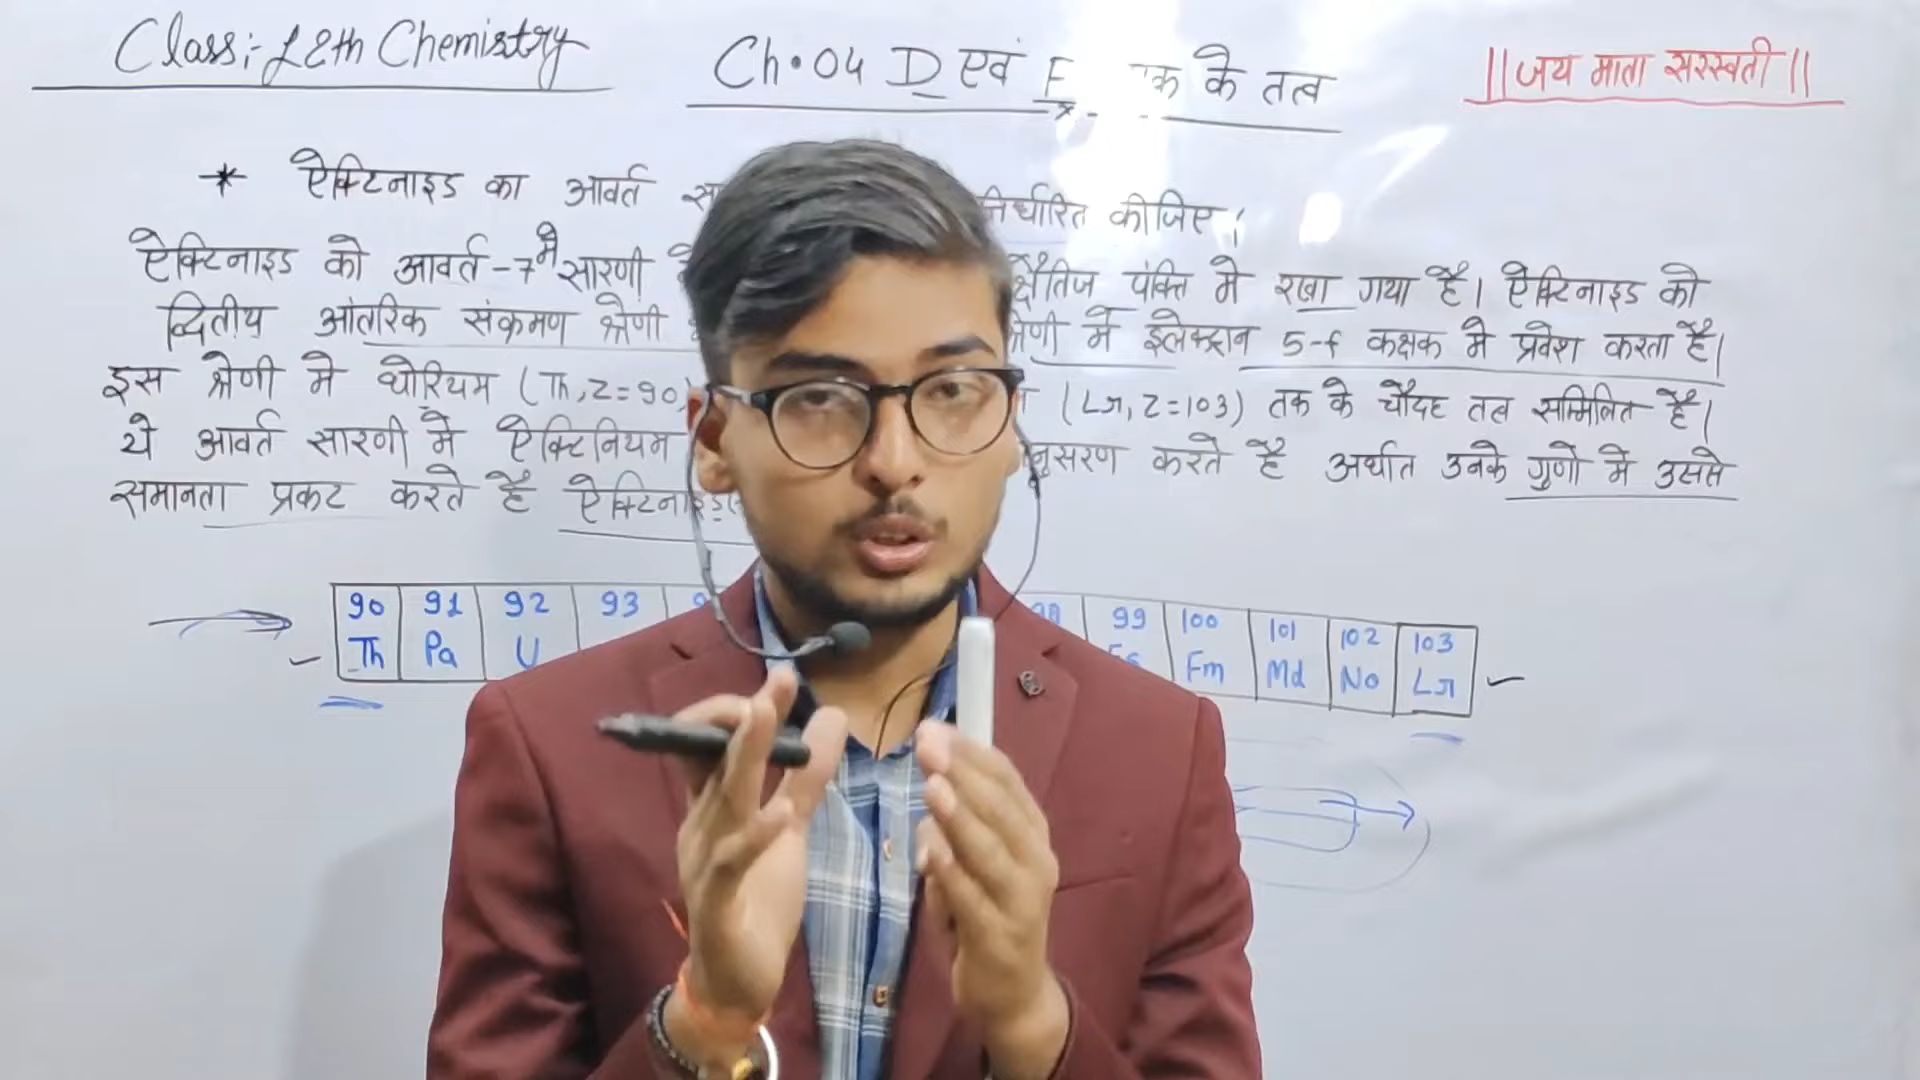 Class:- 12th Chemistry
Ch.04 D एवं F क के तत्व
||जय माता सरस्वती||
* ऐक्टिनाइड का आवर्त निर्धारित कीजिए।
ऐक्टिनाइड को आवर्त-7 में सारणी क्षैतिज पंक्ति मे रखा गया है। ऐक्टिनाइड को
द्वितीय आंतरिक संक्रमण श्रेणी श्रेणी में इलेक्ट्रान 5-f कक्षक मे प्रवेश करता है।
इस श्रेणी मे थोरियम (Th,Z=90) (Lr,Z=103) तक के चौदह तत्व सम्मिलित है।
ये आवर्त सारनी में ऐक्टिनियम अनुसरण करते है अर्थात उनके गुणो मे उससे
समानता प्रकट करते है
90 91 92 93 99 100 101 102 103
Th Pa U Es Fm Md No Lr